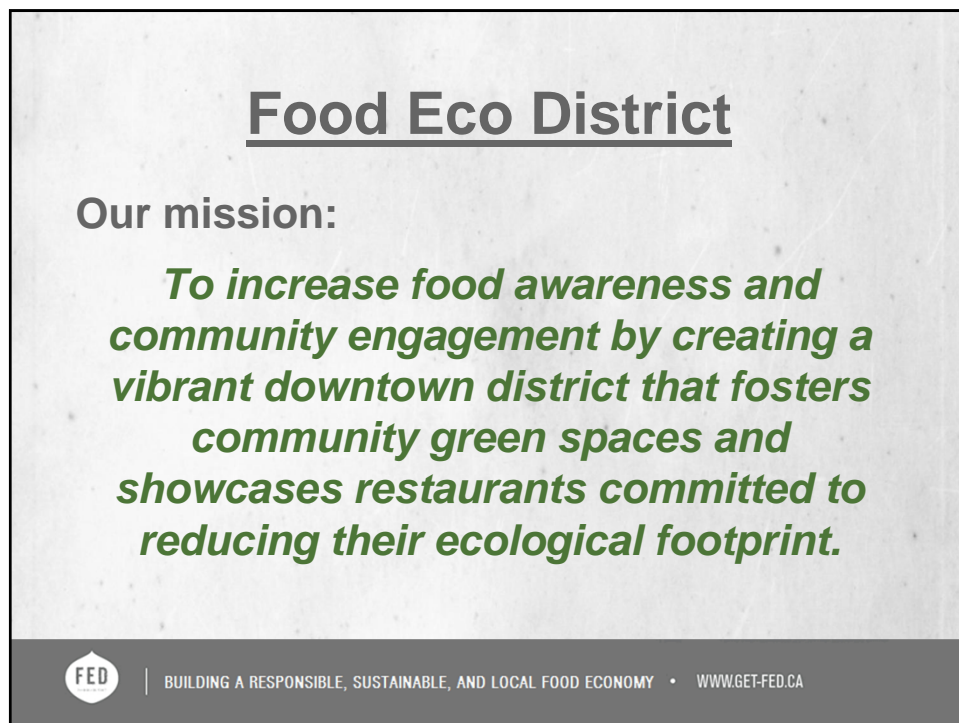 Food Eco District
Our mission:
To increase food awareness and
community engagement by creating a
vibrant downtown district that fosters
community green spaces and
showcases restaurants committed to
reducing their ecological footprint.
FED
BUILDING A RESPONSIBLE, SUSTAINABLE, AND LOCAL FOOD ECONOMY • WWW.GET-FED.CA